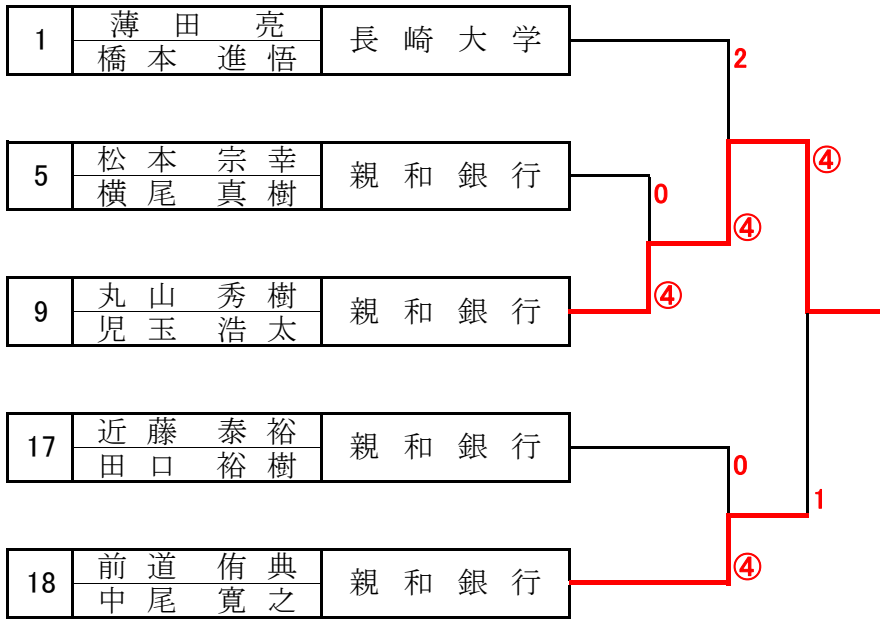 1 薄田 亮 長崎大学
橋本 進悟
2
5 松本 宗幸 親和銀行
横尾 真樹
0
④
④
9 丸山 秀樹 親和銀行
児玉 浩太
④
17 近藤 泰裕 親和銀行
田口 裕樹
0
1
18 前道 侑典 親和銀行
中尾 寛之
④